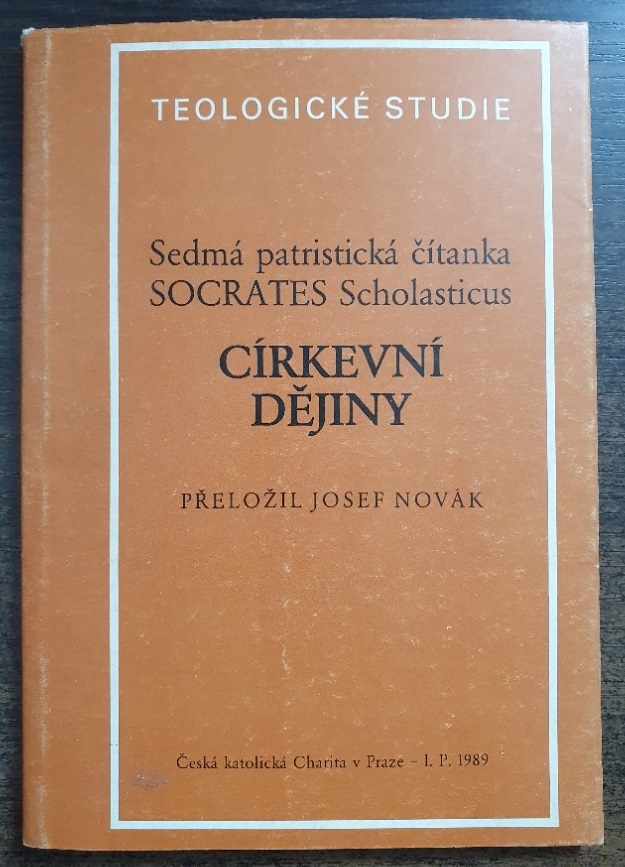 TEOLOGICKÉ STUDIE
Sedmá patristická čítanka
SOCRATES Scholasticus
CÍRKEVNÍ
DĚJINY
PŘELOŽIL JOSEF NOVÁK
Česká katolická Charita v Praze – l. P. 1989